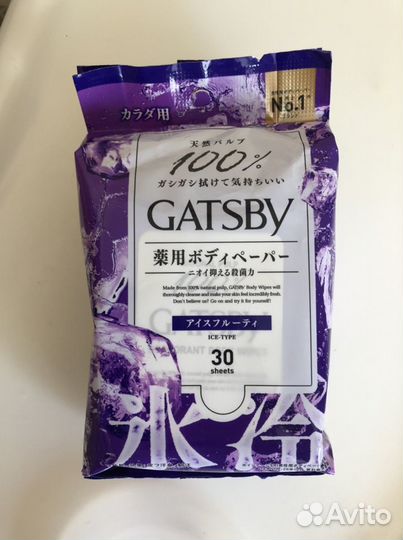 カラダ用
No.1
天然パルプ
100%
ガシガシ拭けて気持ちいい
GATSBY
薬用ボディペーパー
ニオイ抑える殺菌力
Made from 100% natural pulp, GATSBY Body Wipes will
thoroughly cleanse and make your skin feel incredibly fresh.
Don't believe us? Go on and try it for yourself!
アイスフルーティ
ICE-TYPE
30
sheets
氷冷
Avito